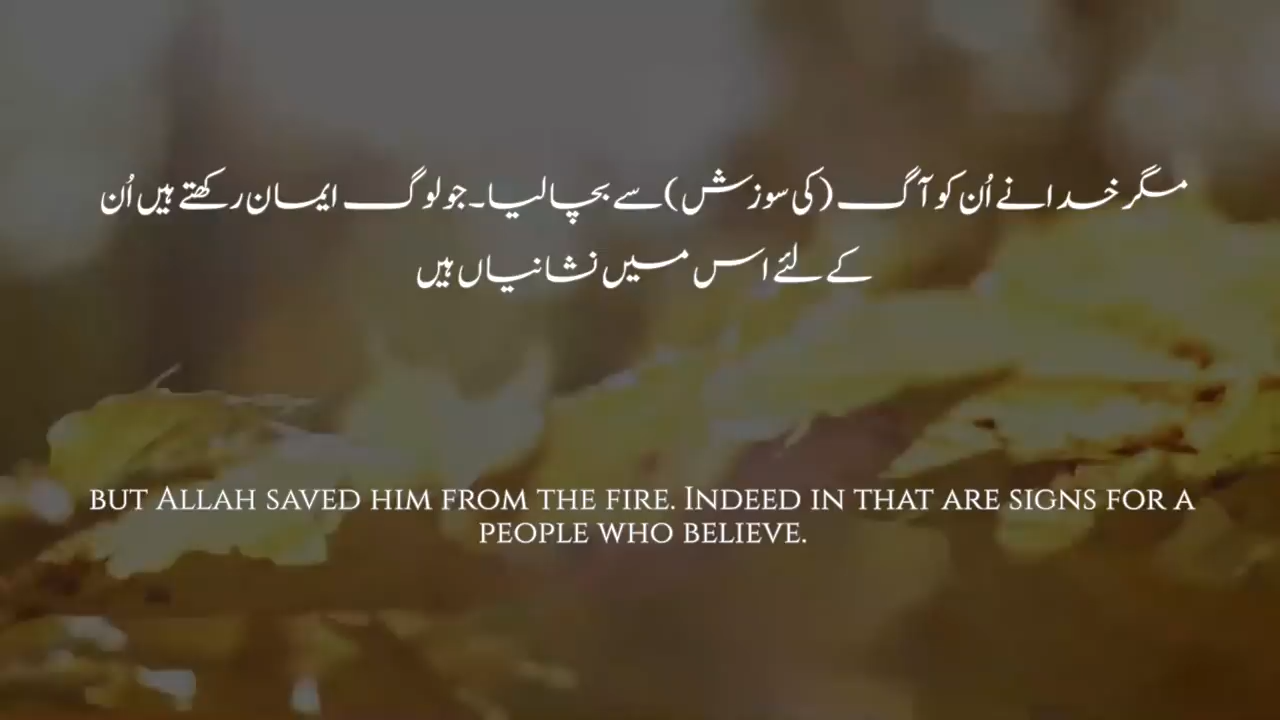 مگر خدا نے اُن کو آگ (کی سوزش) سے بچا لیا۔ جو لوگ ایمان رکھتے ہیں اُن
کے لئے اس میں نشانیاں ہیں
but Allah saved him from the fire. Indeed in that are signs for a
people who believe.